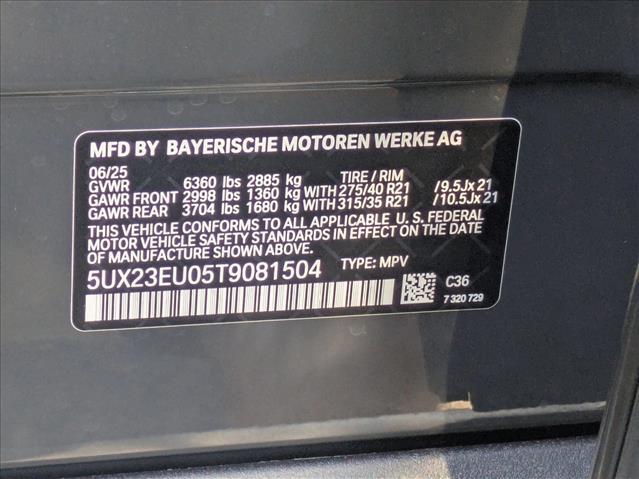 MFD BY BAYERISCHE MOTOREN WERKE AG
06/25 TIRE / RIM
GVWR 6360 lbs 2885 kg
GAWR FRONT 2998 lbs 1360 kg WITH 275/40 R21 /9.5Jx21
GAWR REAR 3704 lbs 1680 kg WITH 315/35 R21 /10.5Jx21
THIS VEHICLE CONFORMS TO ALL APPLICABLE U. S. FEDERAL
MOTOR VEHICLE SAFETY STANDARDS IN EFFECT ON THE DATE
OF MANUFACTURE SHOWN ABOVE.
5UX23EU05T9081504 TYPE: MPV
C36
7 320 729